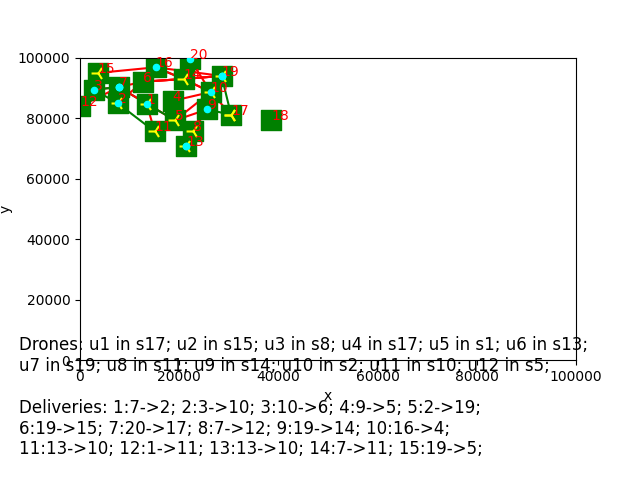 100000
80000
60000
40000
20000
0
0 20000 40000 60000 80000 100000
x
y
20
16
19
17
18
Drones: u1 in s17; u2 in s15; u3 in s8; u4 in s17; u5 in s1; u6 in s13;
u7 in s19; u8 in s11; u9 in s14; u10 in s2; u11 in s10; u12 in s5;
Deliveries: 1:7->2; 2:3->10; 3:10->6; 4:9->5; 5:2->19;
6:19->15; 7:20->17; 8:7->12; 9:19->14; 10:16->4;
11:13->10; 12:1->11; 13:13->10; 14:7->11; 15:19->5;